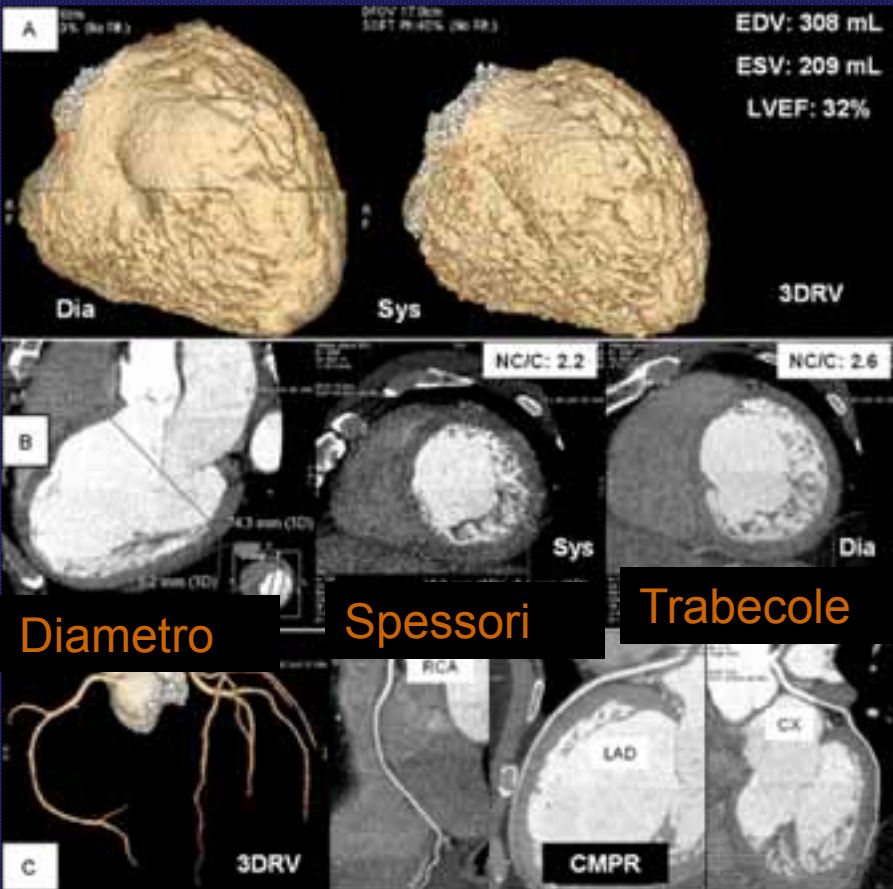 A
EDV: 308 mL
ESV: 209 mL
LVEF: 32%
Dia
Sys
3DRV
B
NC/C: 2.2
NC/C: 2.6
Sys
Dia
Diametro
Spessori
Trabecole
C
3DRV
RCA
LAD
CX
CMPR